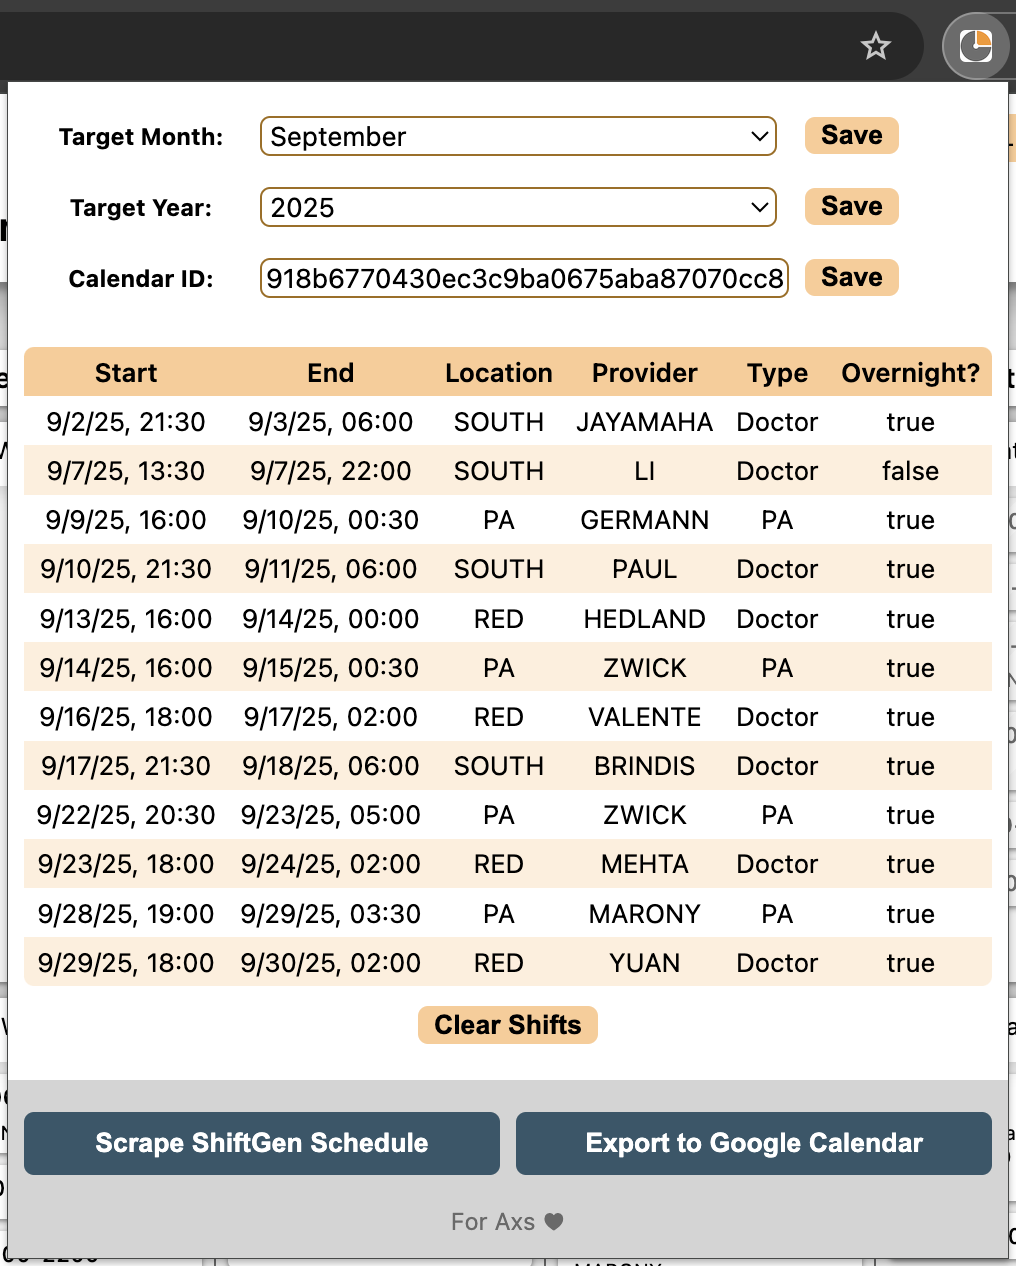 Target Month: September Save
Target Year: 2025 Save
Calendar ID: 918b6770430ec3c9ba0675aba87070cc8 Save
Start End Location Provider Type Overnight?
9/2/25, 21:30 9/3/25, 06:00 SOUTH JAYAMAHA Doctor true
9/7/25, 13:30 9/7/25, 22:00 SOUTH LI Doctor false
9/9/25, 16:00 9/10/25, 00:30 PA GERMANN PA true
9/10/25, 21:30 9/11/25, 06:00 SOUTH PAUL Doctor true
9/13/25, 16:00 9/14/25, 00:00 RED HEDLAND Doctor true
9/14/25, 16:00 9/15/25, 00:30 PA ZWICK PA true
9/16/25, 18:00 9/17/25, 02:00 RED VALENTE Doctor true
9/17/25, 21:30 9/18/25, 06:00 SOUTH BRINDIS Doctor true
9/22/25, 20:30 9/23/25, 05:00 PA ZWICK PA true
9/23/25, 18:00 9/24/25, 02:00 RED MEHTA Doctor true
9/28/25, 19:00 9/29/25, 03:30 PA MARONY PA true
9/29/25, 18:00 9/30/25, 02:00 RED YUAN Doctor true
Clear Shifts
Scrape ShiftGen Schedule Export to Google Calendar
For Axs